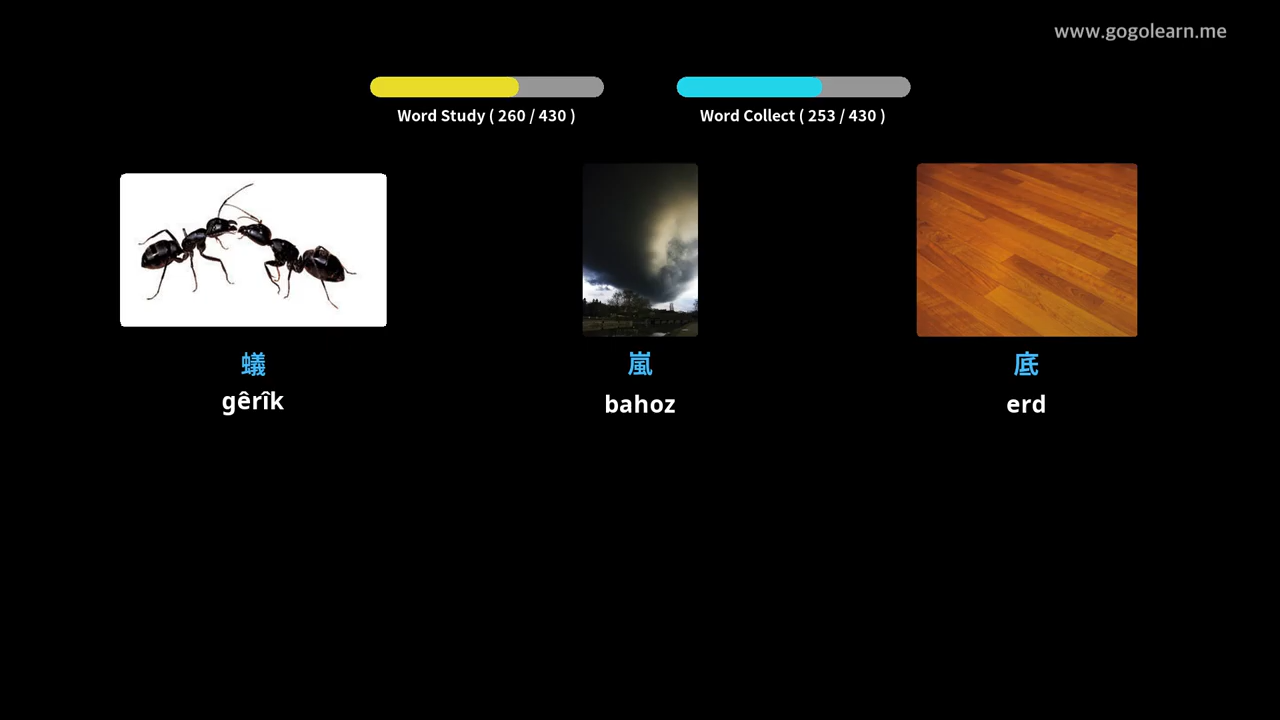 www.gogolearn.me
Word Study ( 260 / 430 )
Word Collect ( 253 / 430 )
蟻
gêrîk
嵐
bahoz
底
erd